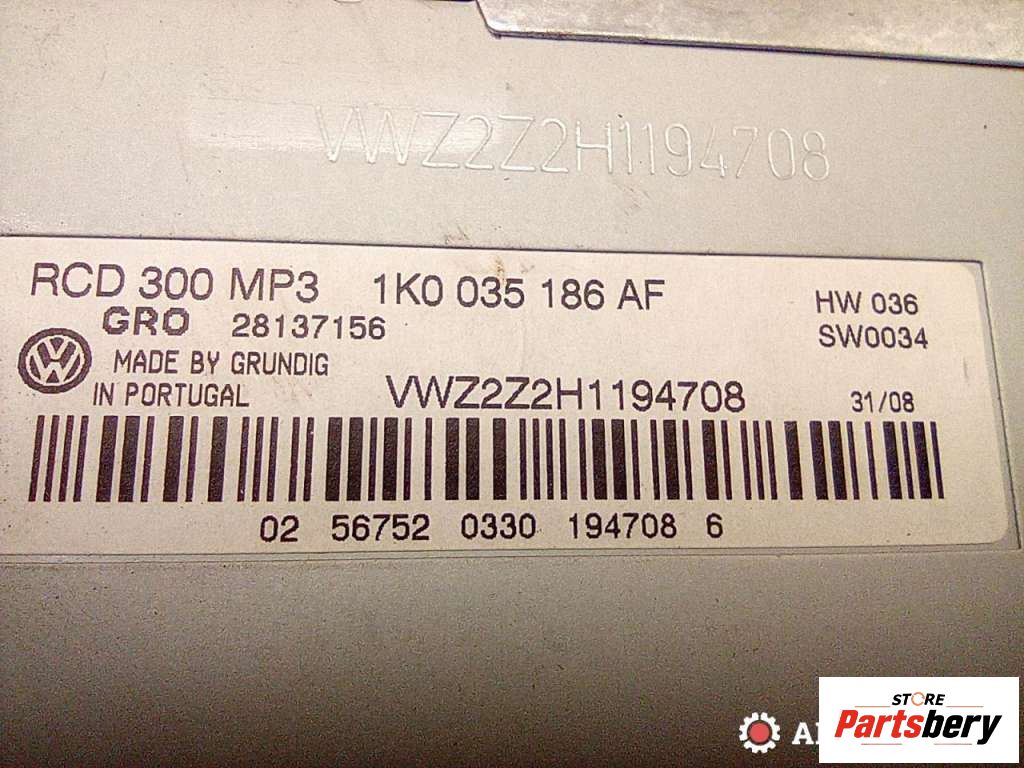 VWZ2Z2H1194708
RCD 300 MP3 1K0 035 186 AF HW 036
GRO 28137156 SW0034
MADE BY GRUNDIG
IN PORTUGAL VWZ2Z2H1194708 31/08
02 56752 0330 194708 6
STORE
Partsbery